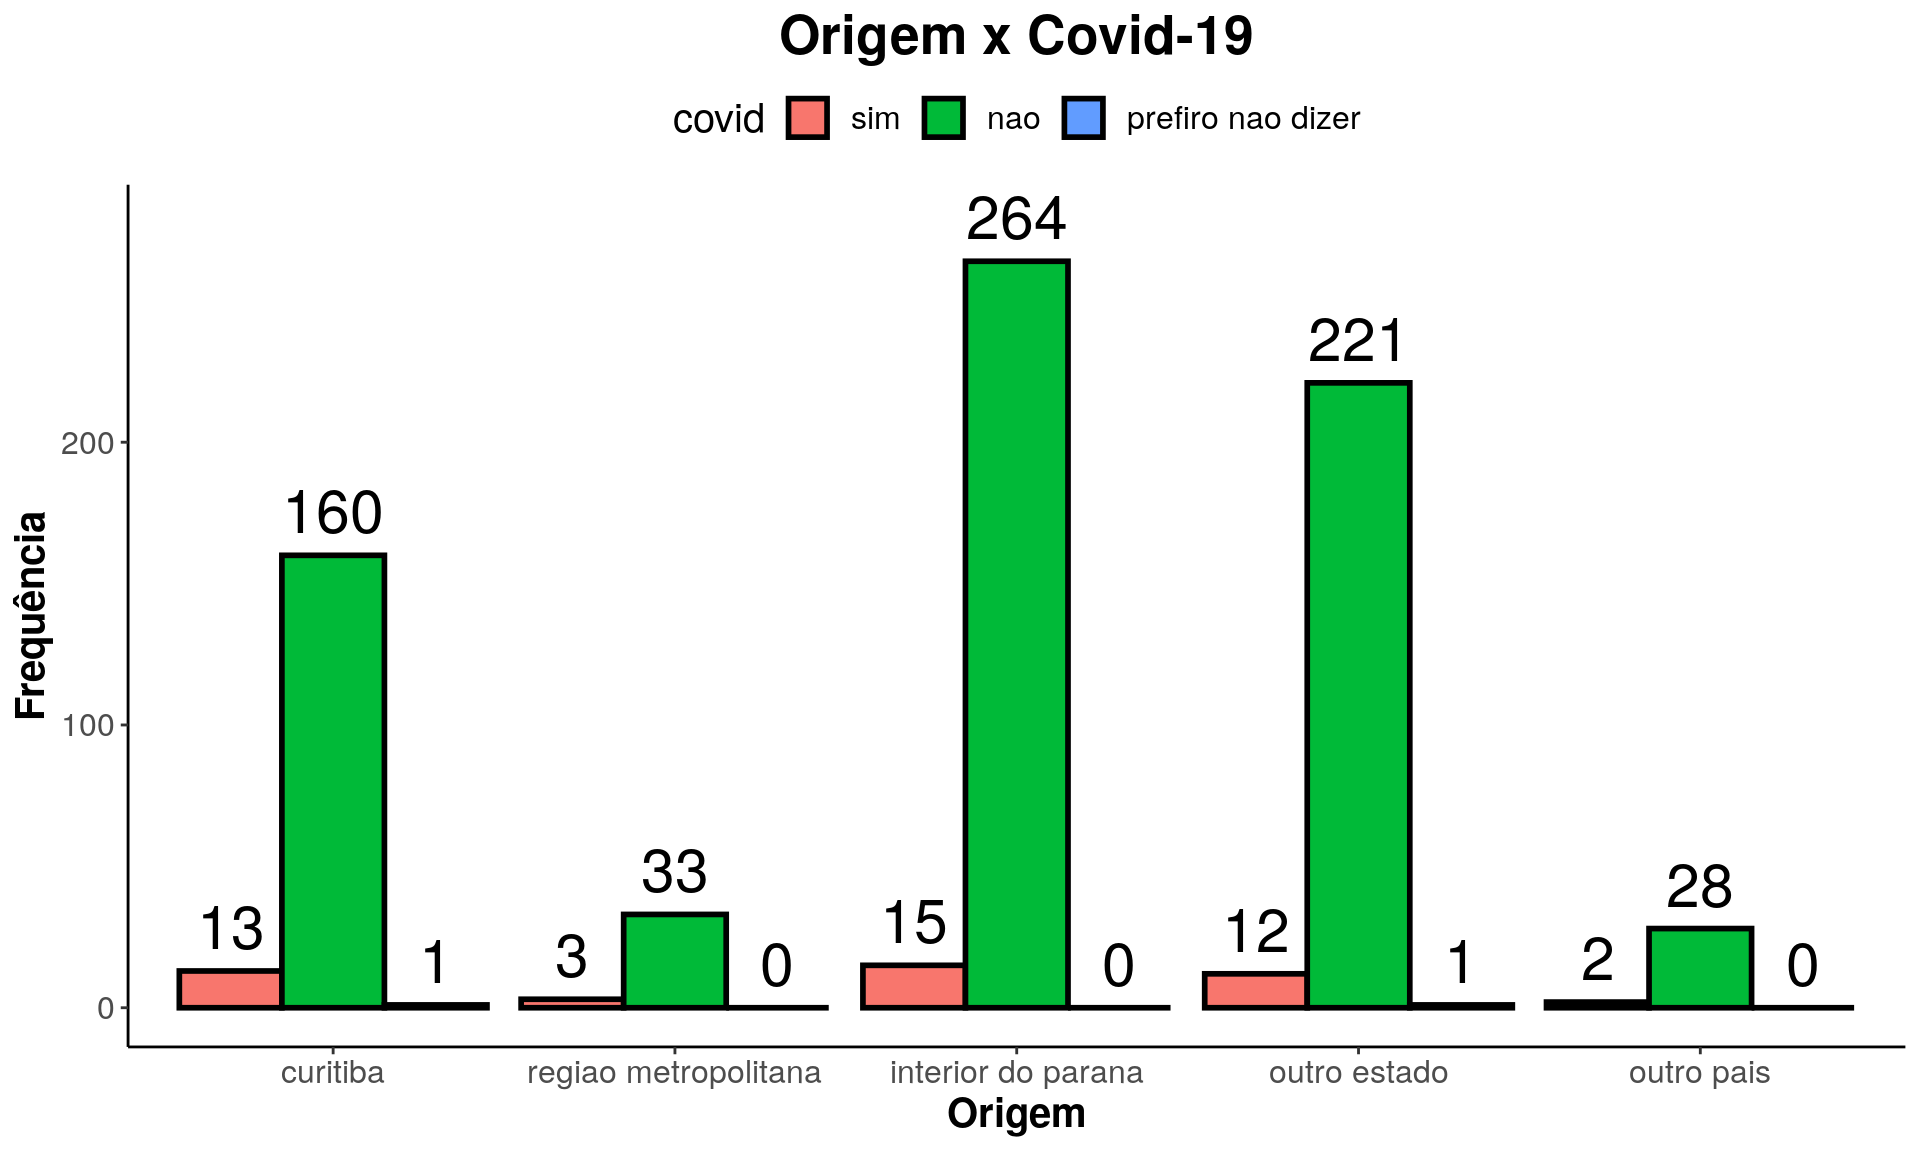 Origem x Covid-19
covid sim nao prefiro nao dizer
Frequência
200
100
0
13 160 1
3 33 0
15 264 0
12 221 1
2 28 0
curitiba regiao metropolitana interior do parana outro estado outro pais
Origem